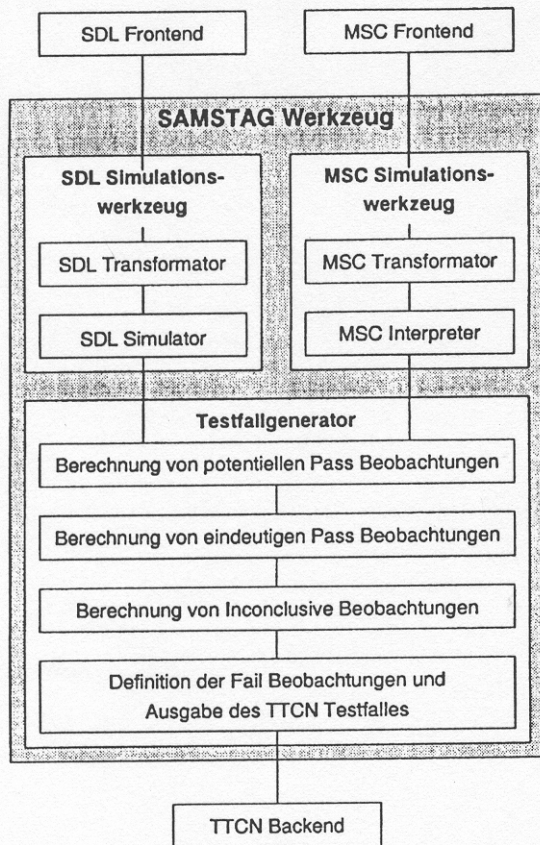 SDL Frontend
MSC Frontend
SAMSTAG Werkzeug
SDL Simulations-
werkzeug
SDL Transformator
SDL Simulator
MSC Simulations-
werkzeug
MSC Transformator
MSC Interpreter
Testfallgenerator
Berechnung von potentiellen Pass Beobachtungen
Berechnung von eindeutigen Pass Beobachtungen
Berechnung von Inconclusive Beobachtungen
Definition der Fail Beobachtungen und
Ausgabe des TTCN Testfalles
TTCN Backend